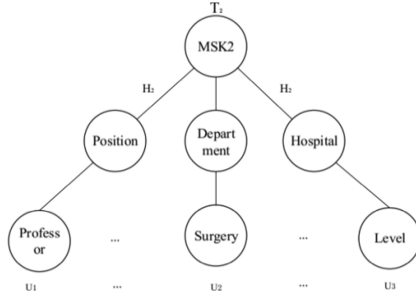 T₂
MSK2
H₂ H₂
Position Depart
ment Hospital
Profess
or ... Surgery ... Level
U1 ... U2 ... U3